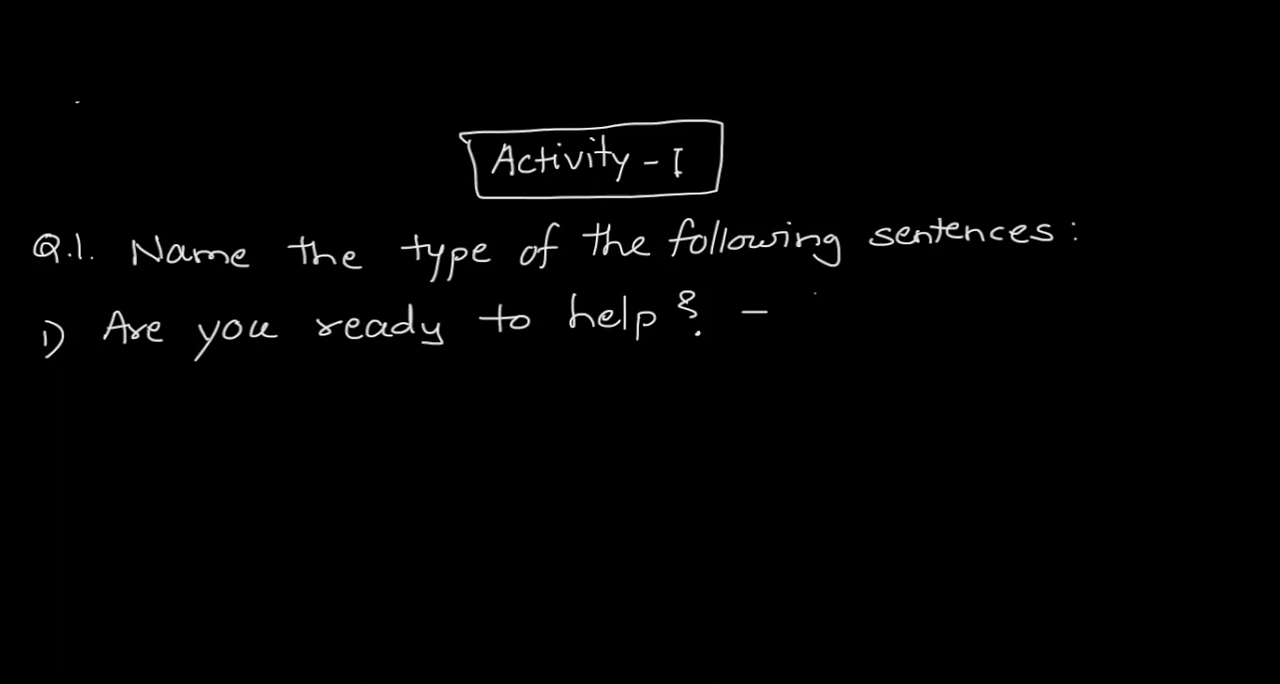 Activity - I
Q.1. Name the type of the following sentences:
1) Are you ready to help? -